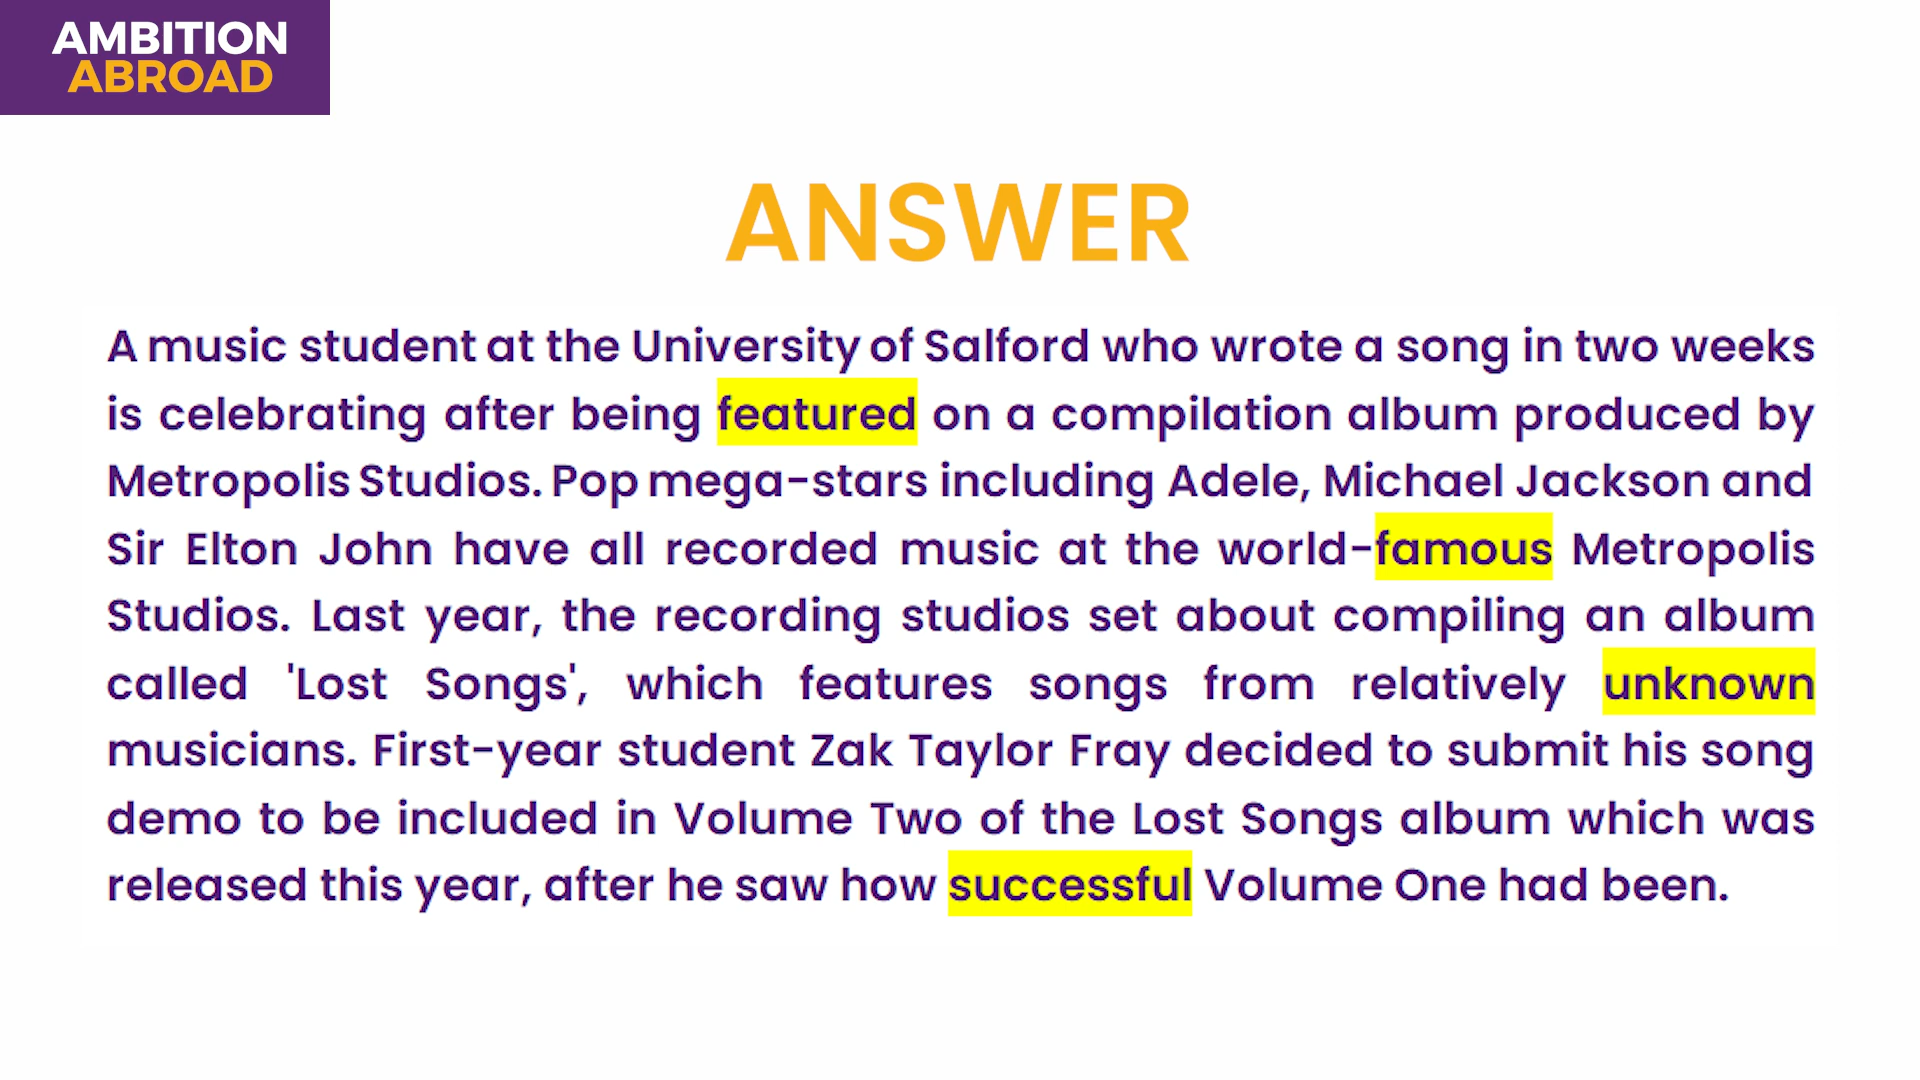 AMBITION
ABROAD
ANSWER
A music student at the University of Salford who wrote a song in two weeks
is celebrating after being featured on a compilation album produced by
Metropolis Studios. Pop mega-stars including Adele, Michael Jackson and
Sir Elton John have all recorded music at the world-famous Metropolis
Studios. Last year, the recording studios set about compiling an album
called 'Lost Songs', which features songs from relatively unknown
musicians. First-year student Zak Taylor Fray decided to submit his song
demo to be included in Volume Two of the Lost Songs album which was
released this year, after he saw how successful Volume One had been.